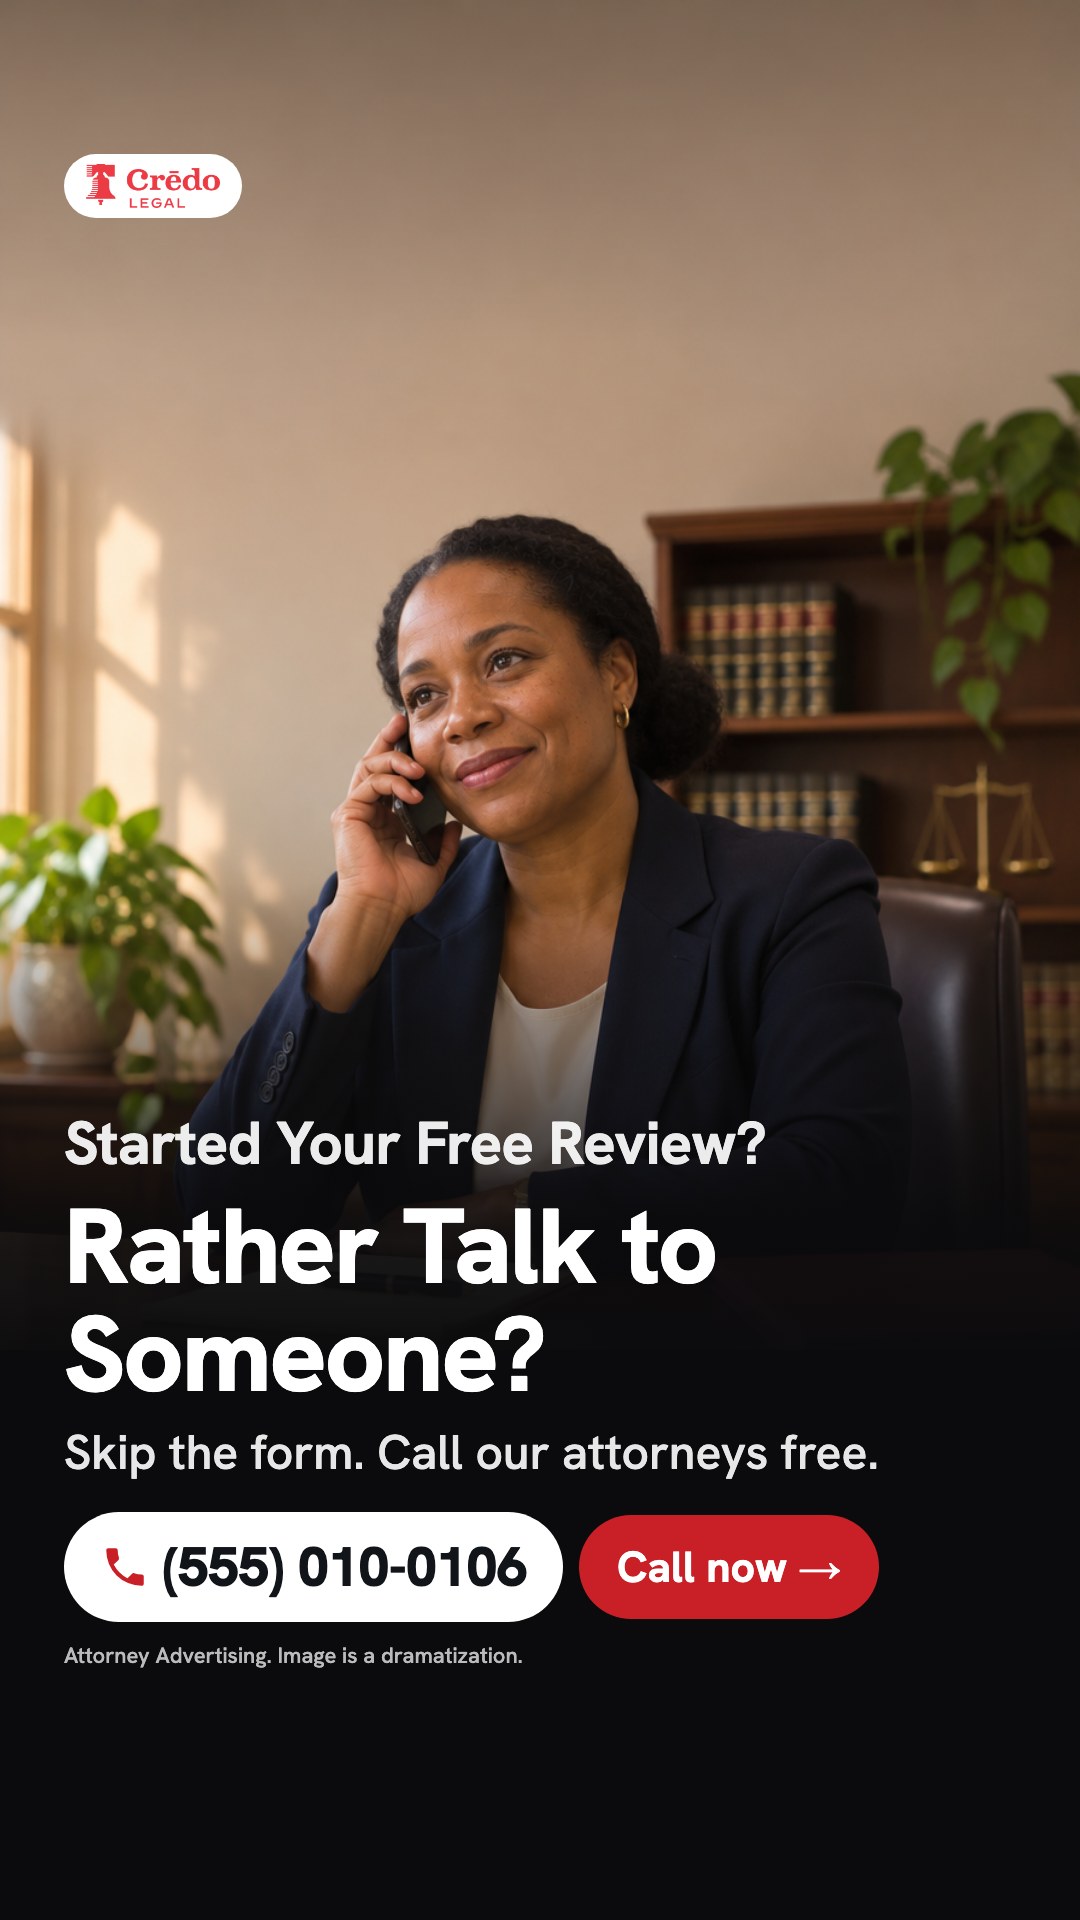 Crēdo
LEGAL
Started Your Free Review?
Rather Talk to
Someone?
Skip the form. Call our attorneys free.
(555) 010-0106
Call now →
Attorney Advertising. Image is a dramatization.